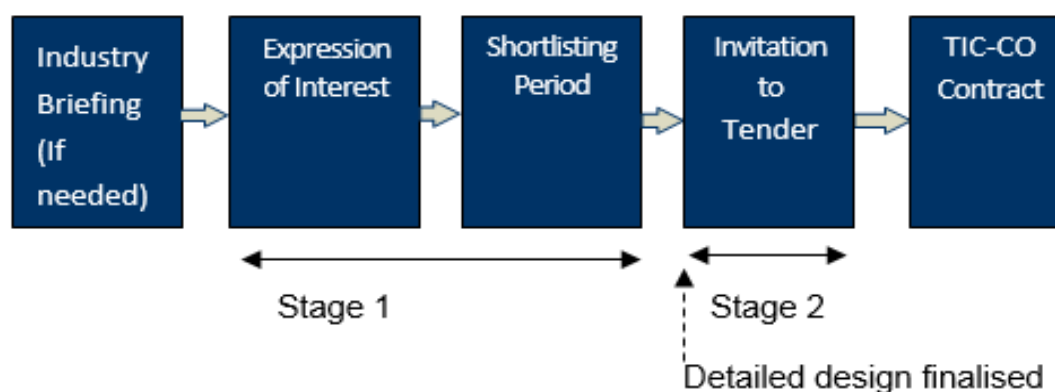 Industry
Briefing
(If
needed)
Expression
of Interest
Shortlisting
Period
Invitation
to
Tender
TIC-CO
Contract
Stage 1
Stage 2
Detailed design finalised